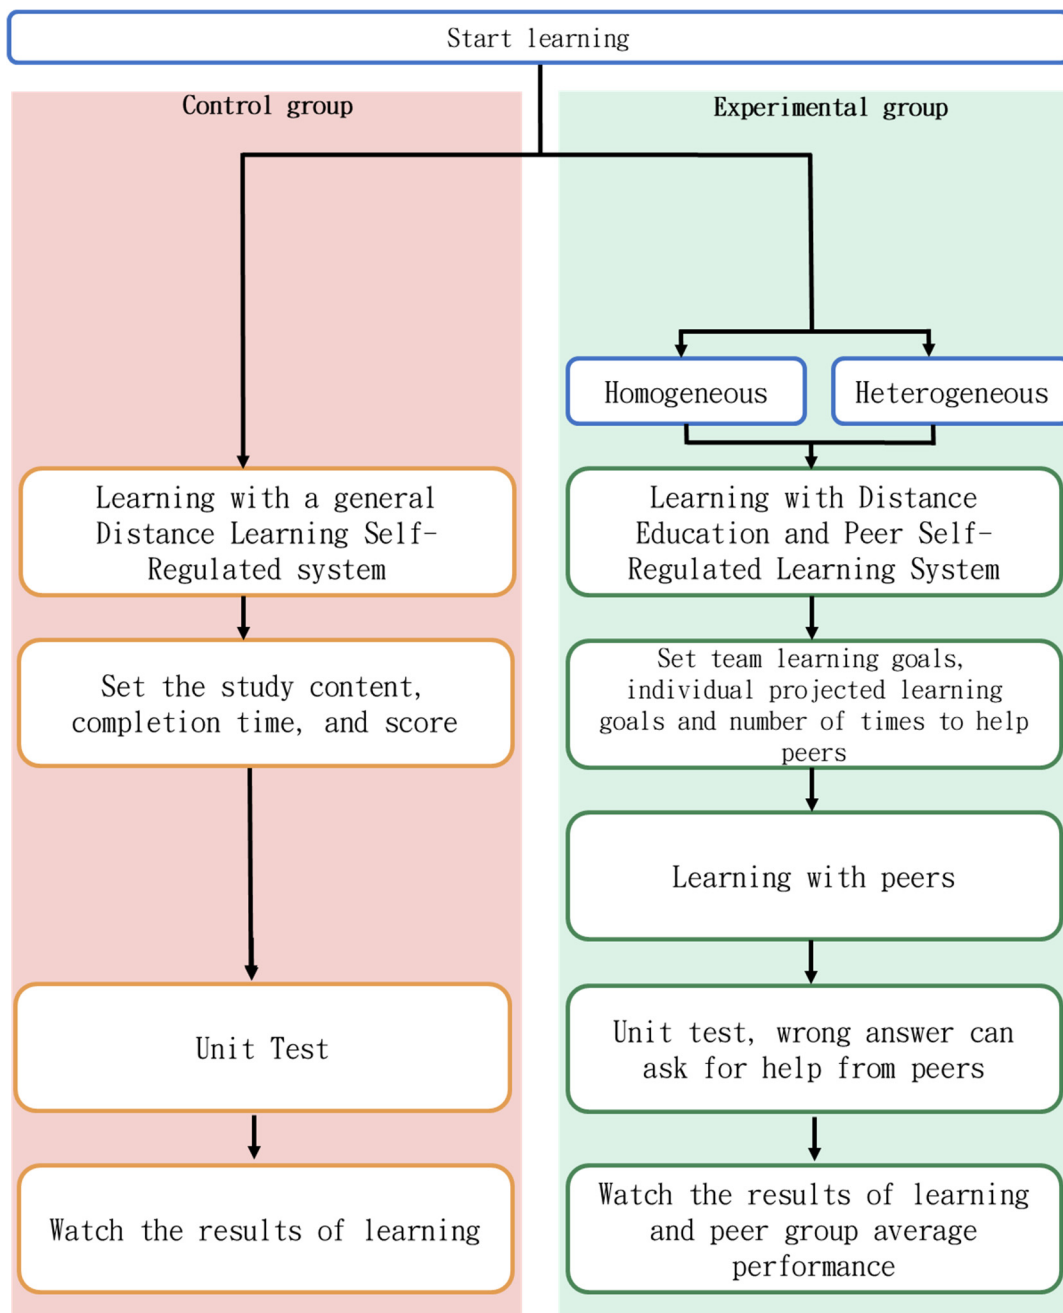 Start learning
Control group
Experimental group
Homogeneous
Heterogeneous
Learning with a general
Distance Learning Self-
Regulated system
Learning with Distance
Education and Peer Self-
Regulated Learning System
Set the study content,
completion time, and score
Set team learning goals,
individual projected learning
goals and number of times to help
peers
Learning with peers
Unit Test
Unit test, wrong answer can
ask for help from peers
Watch the results of learning
Watch the results of learning
and peer group average
performance